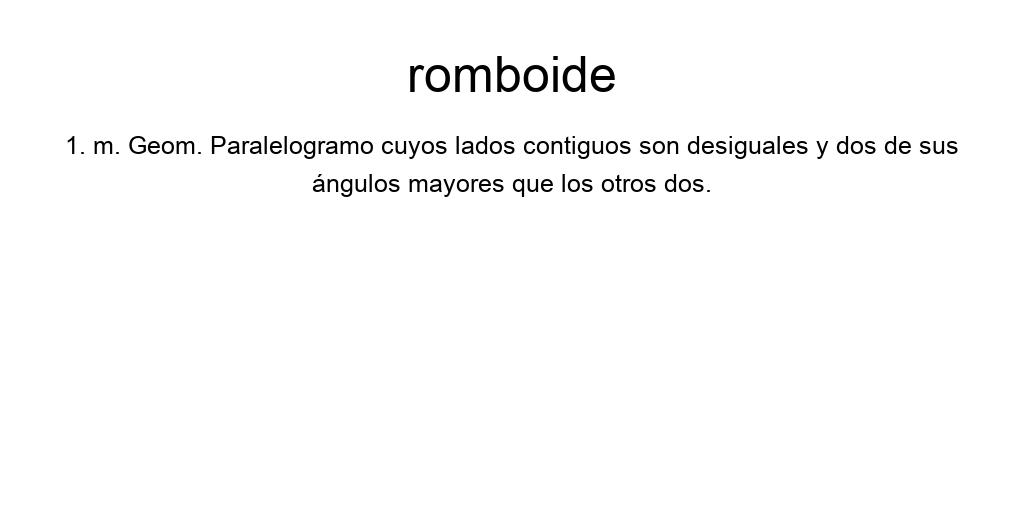 romboide
1. m. Geom. Paralelogramo cuyos lados contiguos son desiguales y dos de sus
ángulos mayores que los otros dos.